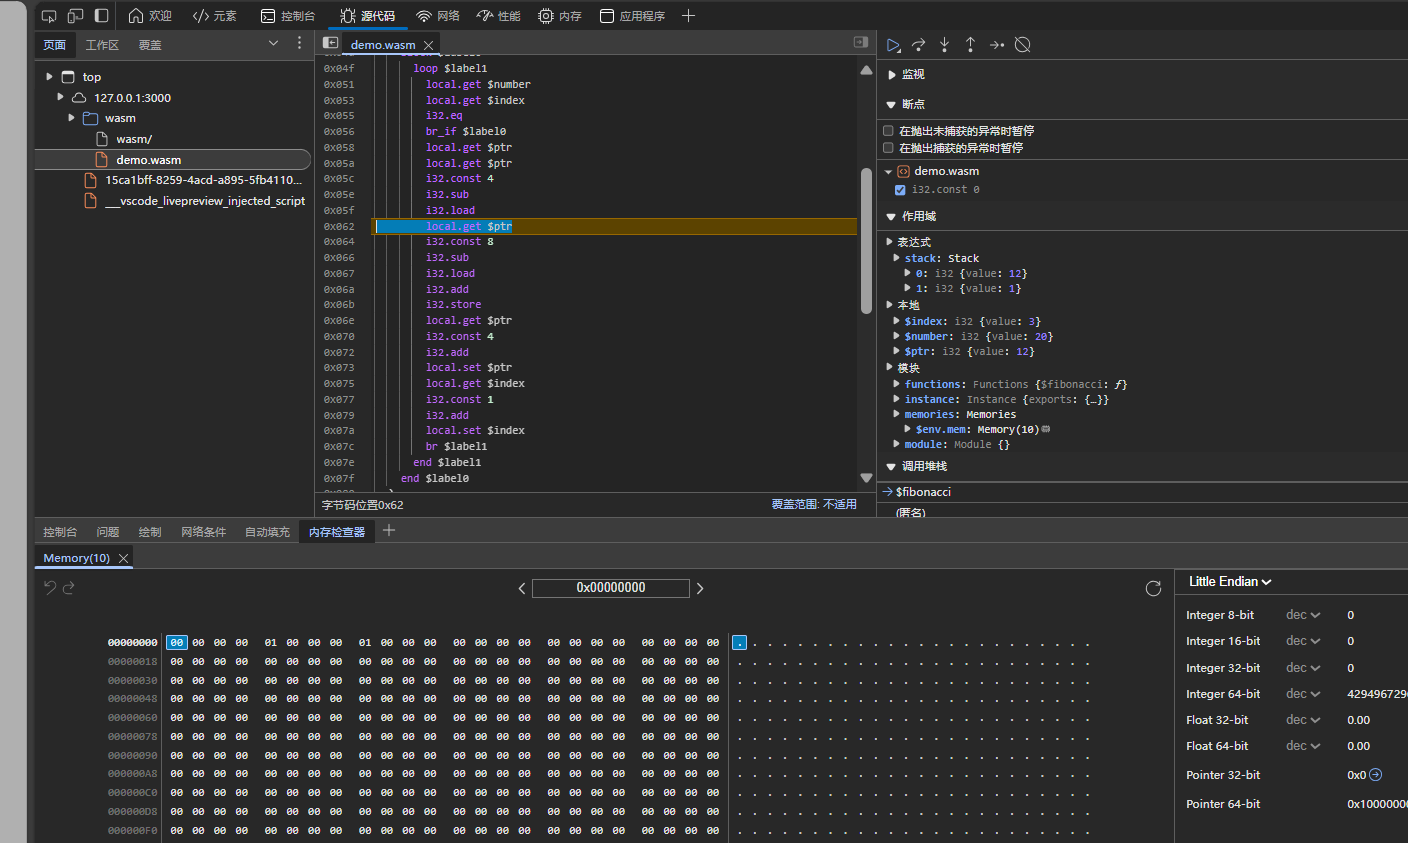 欢迎 元素 控制台 源代码 网络 性能 内存 应用程序
页面 工作区 覆盖
demo.wasm
top
127.0.0.1:3000
wasm
wasm/
demo.wasm
15ca1bff-8259-4acd-a895-5fb4110...
___vscode_livepreview_injected_script
0x04f loop $label1
0x051 local.get $number
0x053 local.get $index
0x055 i32.eq
0x056 br_if $label0
0x058 local.get $ptr
0x05a local.get $ptr
0x05c i32.const 4
0x05e i32.sub
0x05f i32.load
0x062 local.get $ptr
0x064 i32.const 8
0x066 i32.sub
0x067 i32.load
0x06a i32.add
0x06b i32.store
0x06e local.get $ptr
0x070 i32.const 4
0x072 i32.add
0x073 local.set $ptr
0x075 local.get $index
0x077 i32.const 1
0x079 i32.add
0x07a local.set $index
0x07c br $label1
0x07e end $label1
0x07f end $label0
字节码位置0x62 覆盖范围: 不适用
监视
断点
在抛出未捕获的异常时暂停
在抛出捕获的异常时暂停
demo.wasm
i32.const 0
作用域
表达式
stack: Stack
0: i32 {value: 12}
1: i32 {value: 1}
本地
$index: i32 {value: 3}
$number: i32 {value: 20}
$ptr: i32 {value: 12}
模块
functions: Functions {$fibonacci: ƒ}
instance: Instance {exports: {…}}
memories: Memories
$env.mem: Memory(10)
module: Module {}
调用堆栈
$fibonacci
(匿名)
控制台 问题 绘制 网络条件 自动填充 内存检查器
Memory(10)
0x00000000
00000000 00 00 00 00 01 00 00 00 01 00 00 00 00 00 00 00 00 00 00 00 00 00 00 00 . . . . . . . . . . . . . . . . . . . . . . . .
00000018 00 00 00 00 00 00 00 00 00 00 00 00 00 00 00 00 00 00 00 00 00 00 00 00 . . . . . . . . . . . . . . . . . . . . . . . .
00000030 00 00 00 00 00 00 00 00 00 00 00 00 00 00 00 00 00 00 00 00 00 00 00 00 . . . . . . . . . . . . . . . . . . . . . . . .
00000048 00 00 00 00 00 00 00 00 00 00 00 00 00 00 00 00 00 00 00 00 00 00 00 00 . . . . . . . . . . . . . . . . . . . . . . . .
00000060 00 00 00 00 00 00 00 00 00 00 00 00 00 00 00 00 00 00 00 00 00 00 00 00 . . . . . . . . . . . . . . . . . . . . . . . .
00000078 00 00 00 00 00 00 00 00 00 00 00 00 00 00 00 00 00 00 00 00 00 00 00 00 . . . . . . . . . . . . . . . . . . . . . . . .
00000090 00 00 00 00 00 00 00 00 00 00 00 00 00 00 00 00 00 00 00 00 00 00 00 00 . . . . . . . . . . . . . . . . . . . . . . . .
000000A8 00 00 00 00 00 00 00 00 00 00 00 00 00 00 00 00 00 00 00 00 00 00 00 00 . . . . . . . . . . . . . . . . . . . . . . . .
000000C0 00 00 00 00 00 00 00 00 00 00 00 00 00 00 00 00 00 00 00 00 00 00 00 00 . . . . . . . . . . . . . . . . . . . . . . . .
000000D8 00 00 00 00 00 00 00 00 00 00 00 00 00 00 00 00 00 00 00 00 00 00 00 00 . . . . . . . . . . . . . . . . . . . . . . . .
000000F0 00 00 00 00 00 00 00 00 00 00 00 00 00 00 00 00 00 00 00 00 00 00 00 00 . . . . . . . . . . . . . . . . . . . . . . . .
Little Endian
Integer 8-bit dec 0
Integer 16-bit dec 0
Integer 32-bit dec 0
Integer 64-bit dec 429496729
Float 32-bit dec 0.00
Float 64-bit dec 0.00
Pointer 32-bit 0x0
Pointer 64-bit 0x1000000